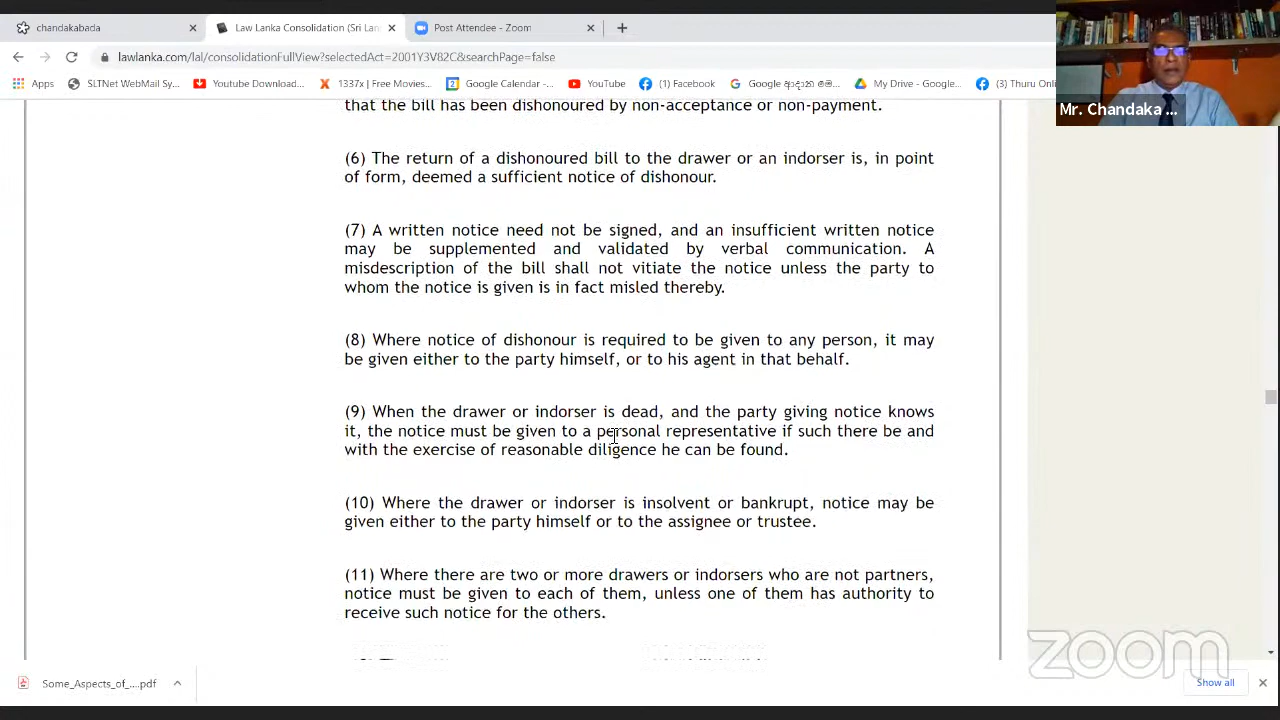 chandakabada
Law Lanka Consolidation (Sri Lan
Post Attendee - Zoom
lawlanka.com/lal/consolidationFullView?selectedAct=2001Y3V82C&searchPage=false
Apps
SLTNet WebMail Sy...
Youtube Download...
1337x | Free Movies...
Google Calendar -...
YouTube
(1) Facebook
My Drive - Google...
(3) Thuru Onl
Mr. Chandaka ...
that the bill has been dishonoured by non-acceptance or non-payment.
(6) The return of a dishonoured bill to the drawer or an indorser is, in point
of form, deemed a sufficient notice of dishonour.
(7) A written notice need not be signed, and an insufficient written notice
may be supplemented and validated by verbal communication. A
misdescription of the bill shall not vitiate the notice unless the party to
whom the notice is given is in fact misled thereby.
(8) Where notice of dishonour is required to be given to any person, it may
be given either to the party himself, or to his agent in that behalf.
(9) When the drawer or indorser is dead, and the party giving notice knows
it, the notice must be given to a personal representative if such there be and
with the exercise of reasonable diligence he can be found.
(10) Where the drawer or indorser is insolvent or bankrupt, notice may be
given either to the party himself or to the assignee or trustee.
(11) Where there are two or more drawers or indorsers who are not partners,
notice must be given to each of them, unless one of them has authority to
receive such notice for the others.
zoom
Some_Aspects_of_....pdf
Show all